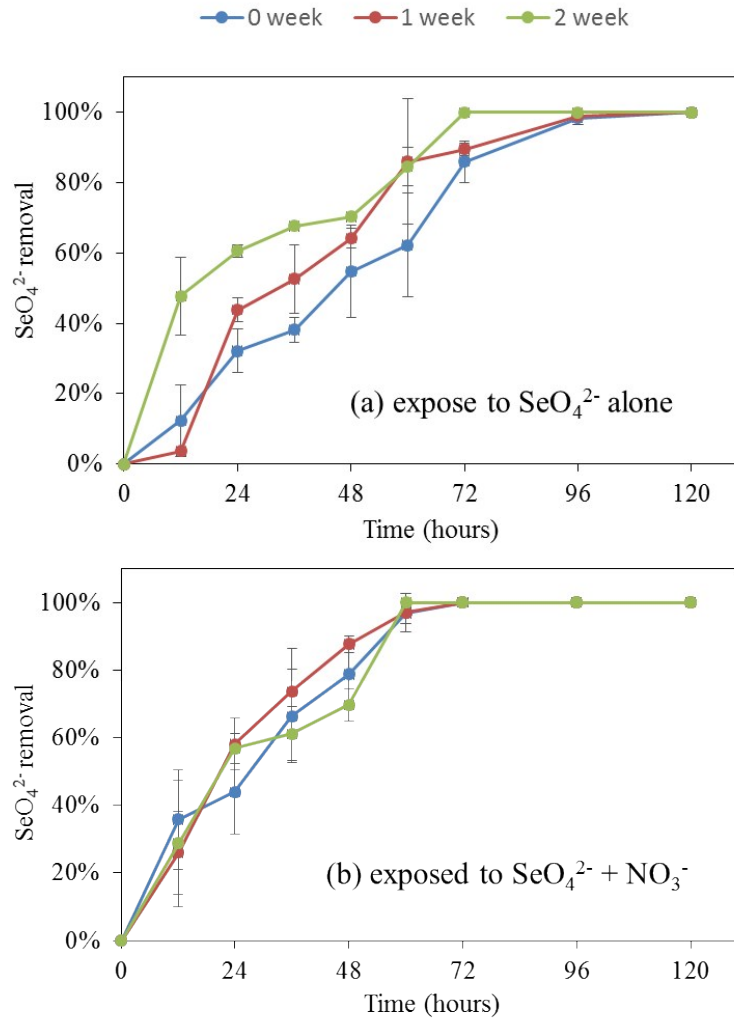 0 week 1 week 2 week
100%
80%
60%
40%
20%
0%
SeO₄²⁻ removal
(a) expose to SeO₄²⁻ alone
0 24 48 72 96 120
Time (hours)
100%
80%
60%
40%
20%
0%
SeO₄²⁻ removal
(b) exposed to SeO₄²⁻ + NO₃⁻
0 24 48 72 96 120
Time (hours)